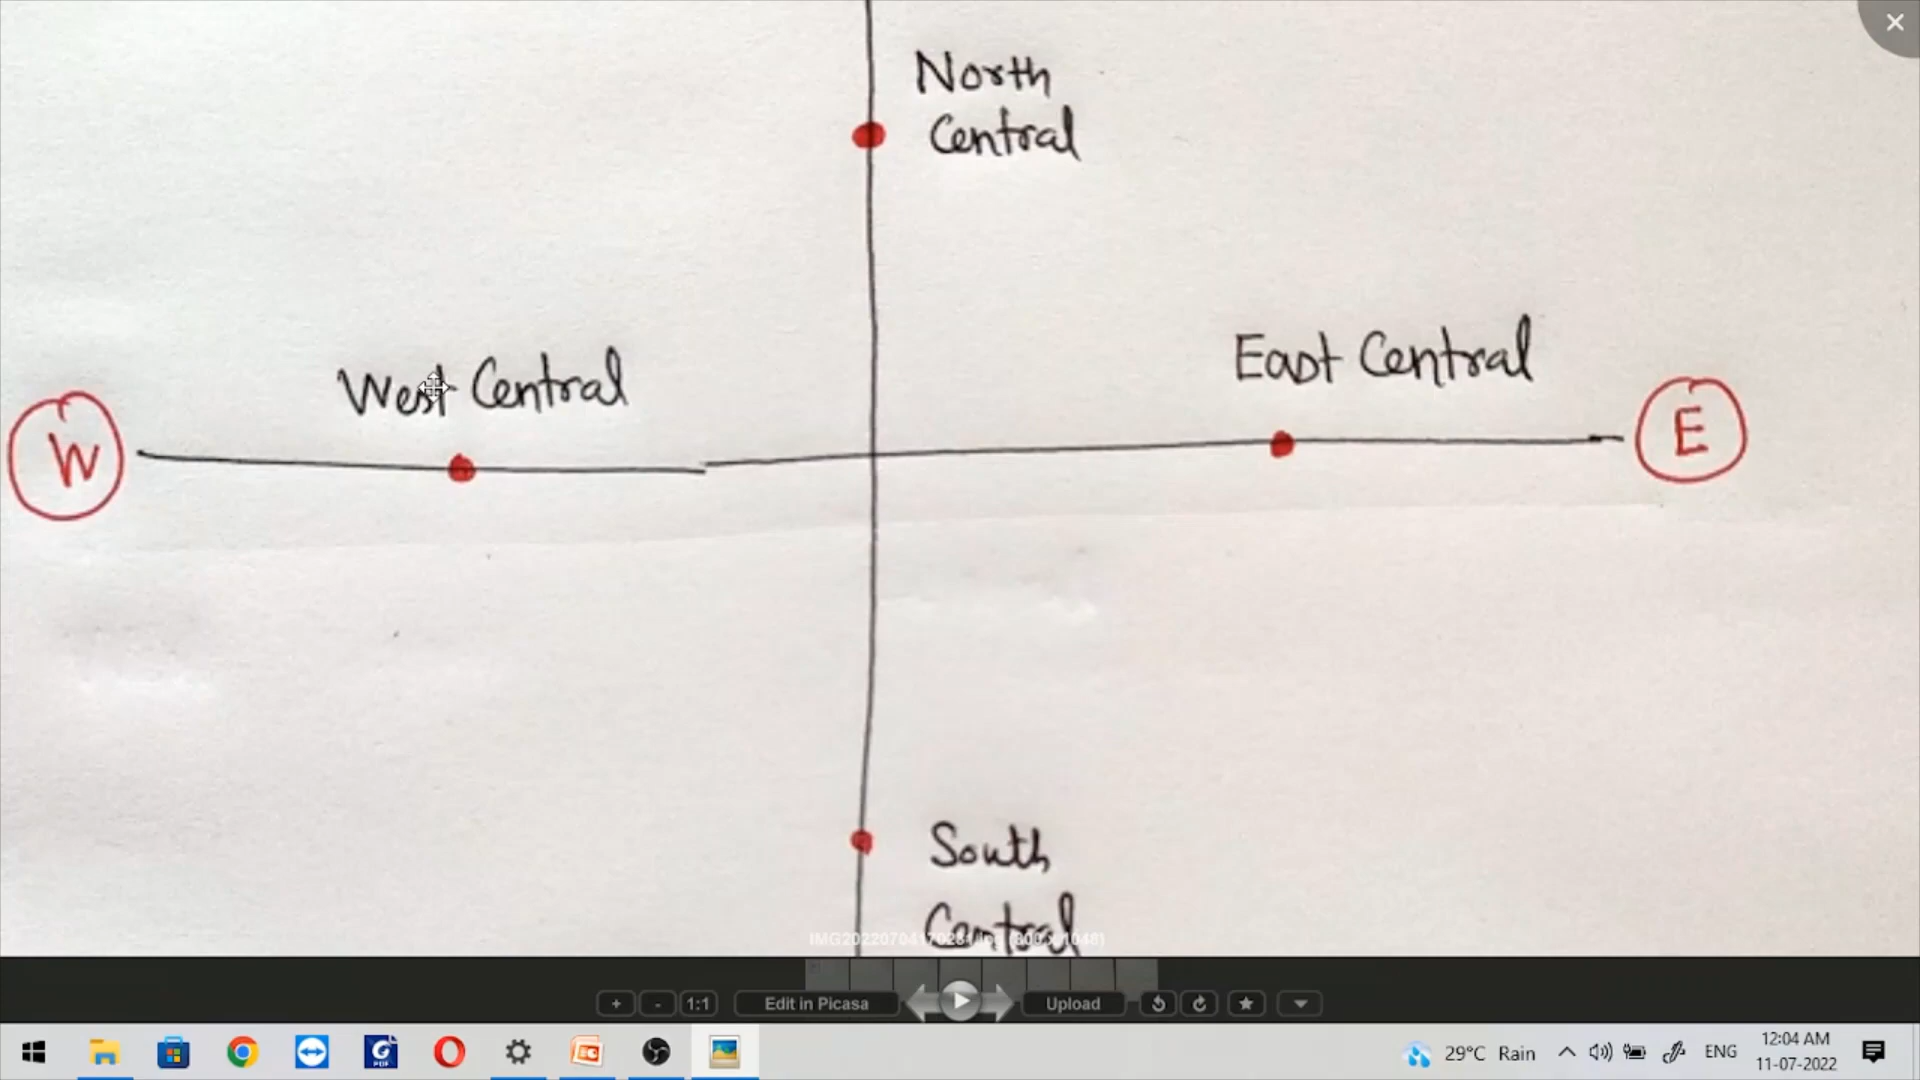 North
Central
West Central
East Central
W
E
South
Central
+ - 1:1 Edit in Picasa Upload
29°C Rain ENG 12:04 AM
11-07-2022